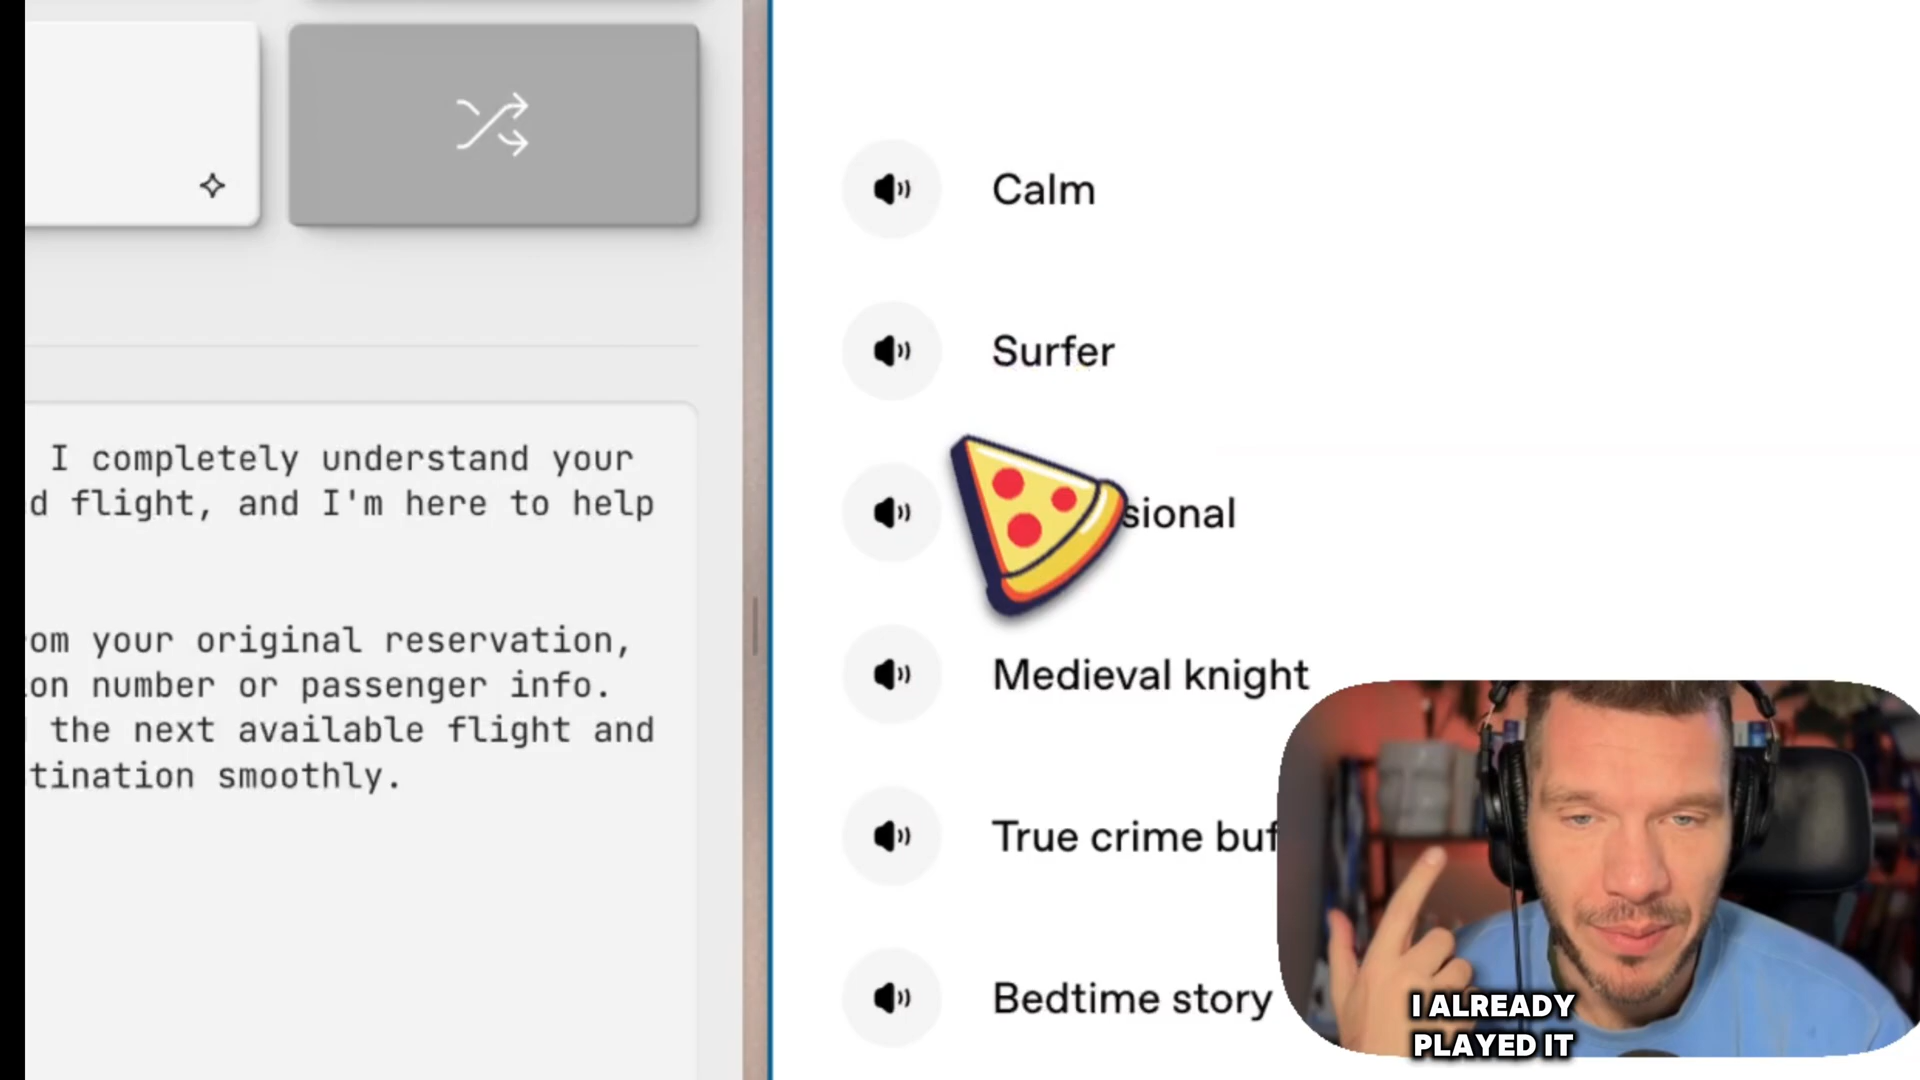 I completely understand your
d flight, and I'm here to help
om your original reservation,
on number or passenger info.
the next available flight and
tination smoothly.
Calm
Surfer
sional
Medieval knight
True crime buf
Bedtime story
I ALREADY
PLAYED IT